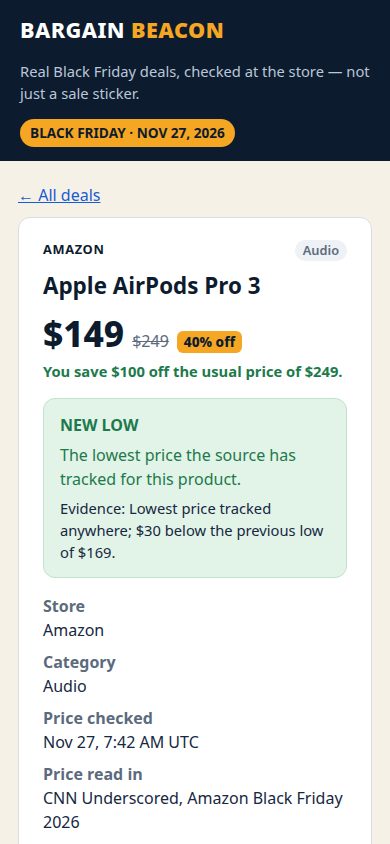 BARGAIN BEACON
Real Black Friday deals, checked at the store — not
just a sale sticker.
BLACK FRIDAY · NOV 27, 2026
← All deals
AMAZON
Audio
Apple AirPods Pro 3
$149 $249 40% off
You save $100 off the usual price of $249.
NEW LOW
The lowest price the source has
tracked for this product.
Evidence: Lowest price tracked
anywhere; $30 below the previous low
of $169.
Store
Amazon
Category
Audio
Price checked
Nov 27, 7:42 AM UTC
Price read in
CNN Underscored, Amazon Black Friday
2026